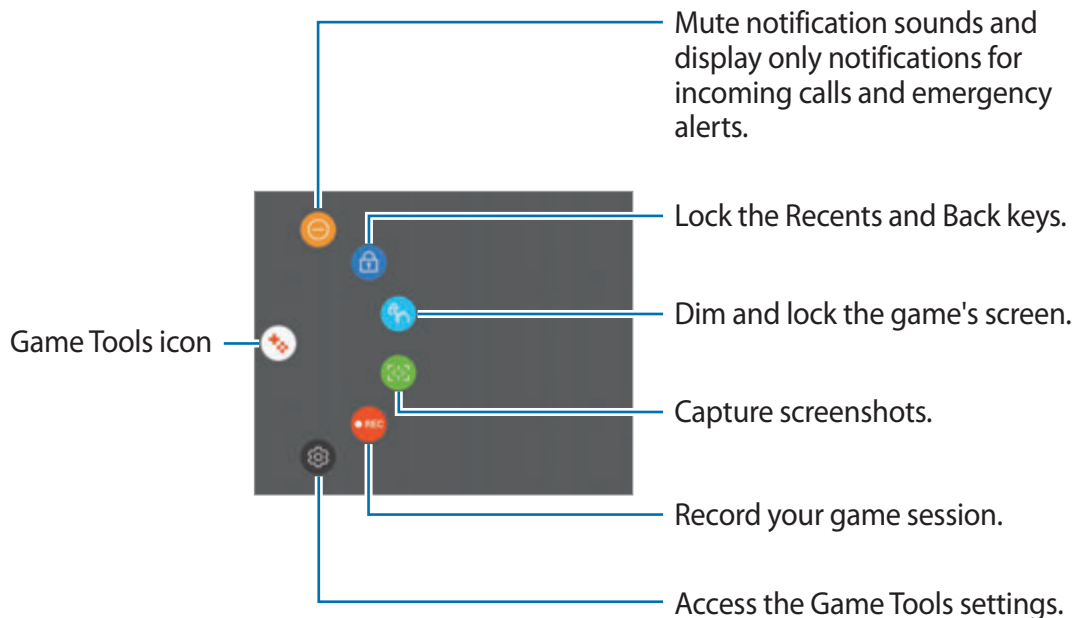 Mute notification sounds and
display only notifications for
incoming calls and emergency
alerts.
Lock the Recents and Back keys.
Dim and lock the game's screen.
Game Tools icon
Capture screenshots.
REC
Record your game session.
Access the Game Tools settings.